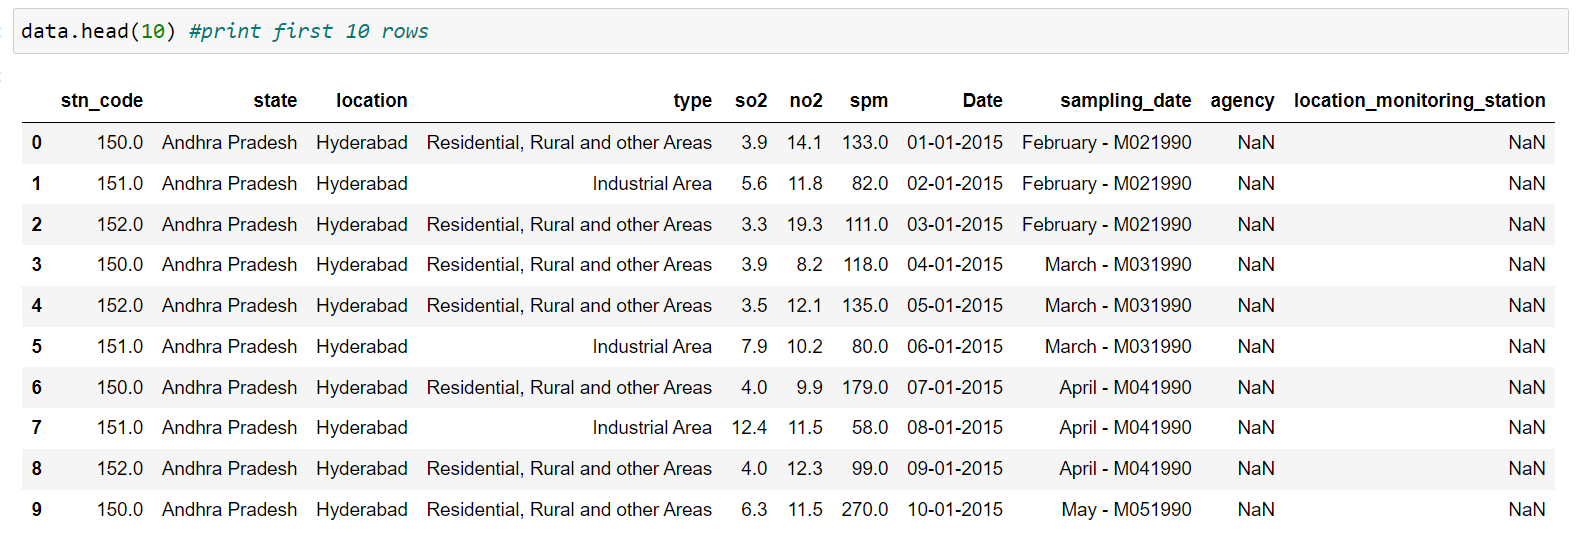 data.head(10) #print first 10 rows
stn_code state location type so2 no2 spm Date sampling_date agency location_monitoring_station
0 150.0 Andhra Pradesh Hyderabad Residential, Rural and other Areas 3.9 14.1 133.0 01-01-2015 February - M021990 NaN NaN
1 151.0 Andhra Pradesh Hyderabad Industrial Area 5.6 11.8 82.0 02-01-2015 February - M021990 NaN NaN
2 152.0 Andhra Pradesh Hyderabad Residential, Rural and other Areas 3.3 19.3 111.0 03-01-2015 February - M021990 NaN NaN
3 150.0 Andhra Pradesh Hyderabad Residential, Rural and other Areas 3.9 8.2 118.0 04-01-2015 March - M031990 NaN NaN
4 152.0 Andhra Pradesh Hyderabad Residential, Rural and other Areas 3.5 12.1 135.0 05-01-2015 March - M031990 NaN NaN
5 151.0 Andhra Pradesh Hyderabad Industrial Area 7.9 10.2 80.0 06-01-2015 March - M031990 NaN NaN
6 150.0 Andhra Pradesh Hyderabad Residential, Rural and other Areas 4.0 9.9 179.0 07-01-2015 April - M041990 NaN NaN
7 151.0 Andhra Pradesh Hyderabad Industrial Area 12.4 11.5 58.0 08-01-2015 April - M041990 NaN NaN
8 152.0 Andhra Pradesh Hyderabad Residential, Rural and other Areas 4.0 12.3 99.0 09-01-2015 April - M041990 NaN NaN
9 150.0 Andhra Pradesh Hyderabad Residential, Rural and other Areas 6.3 11.5 270.0 10-01-2015 May - M051990 NaN NaN